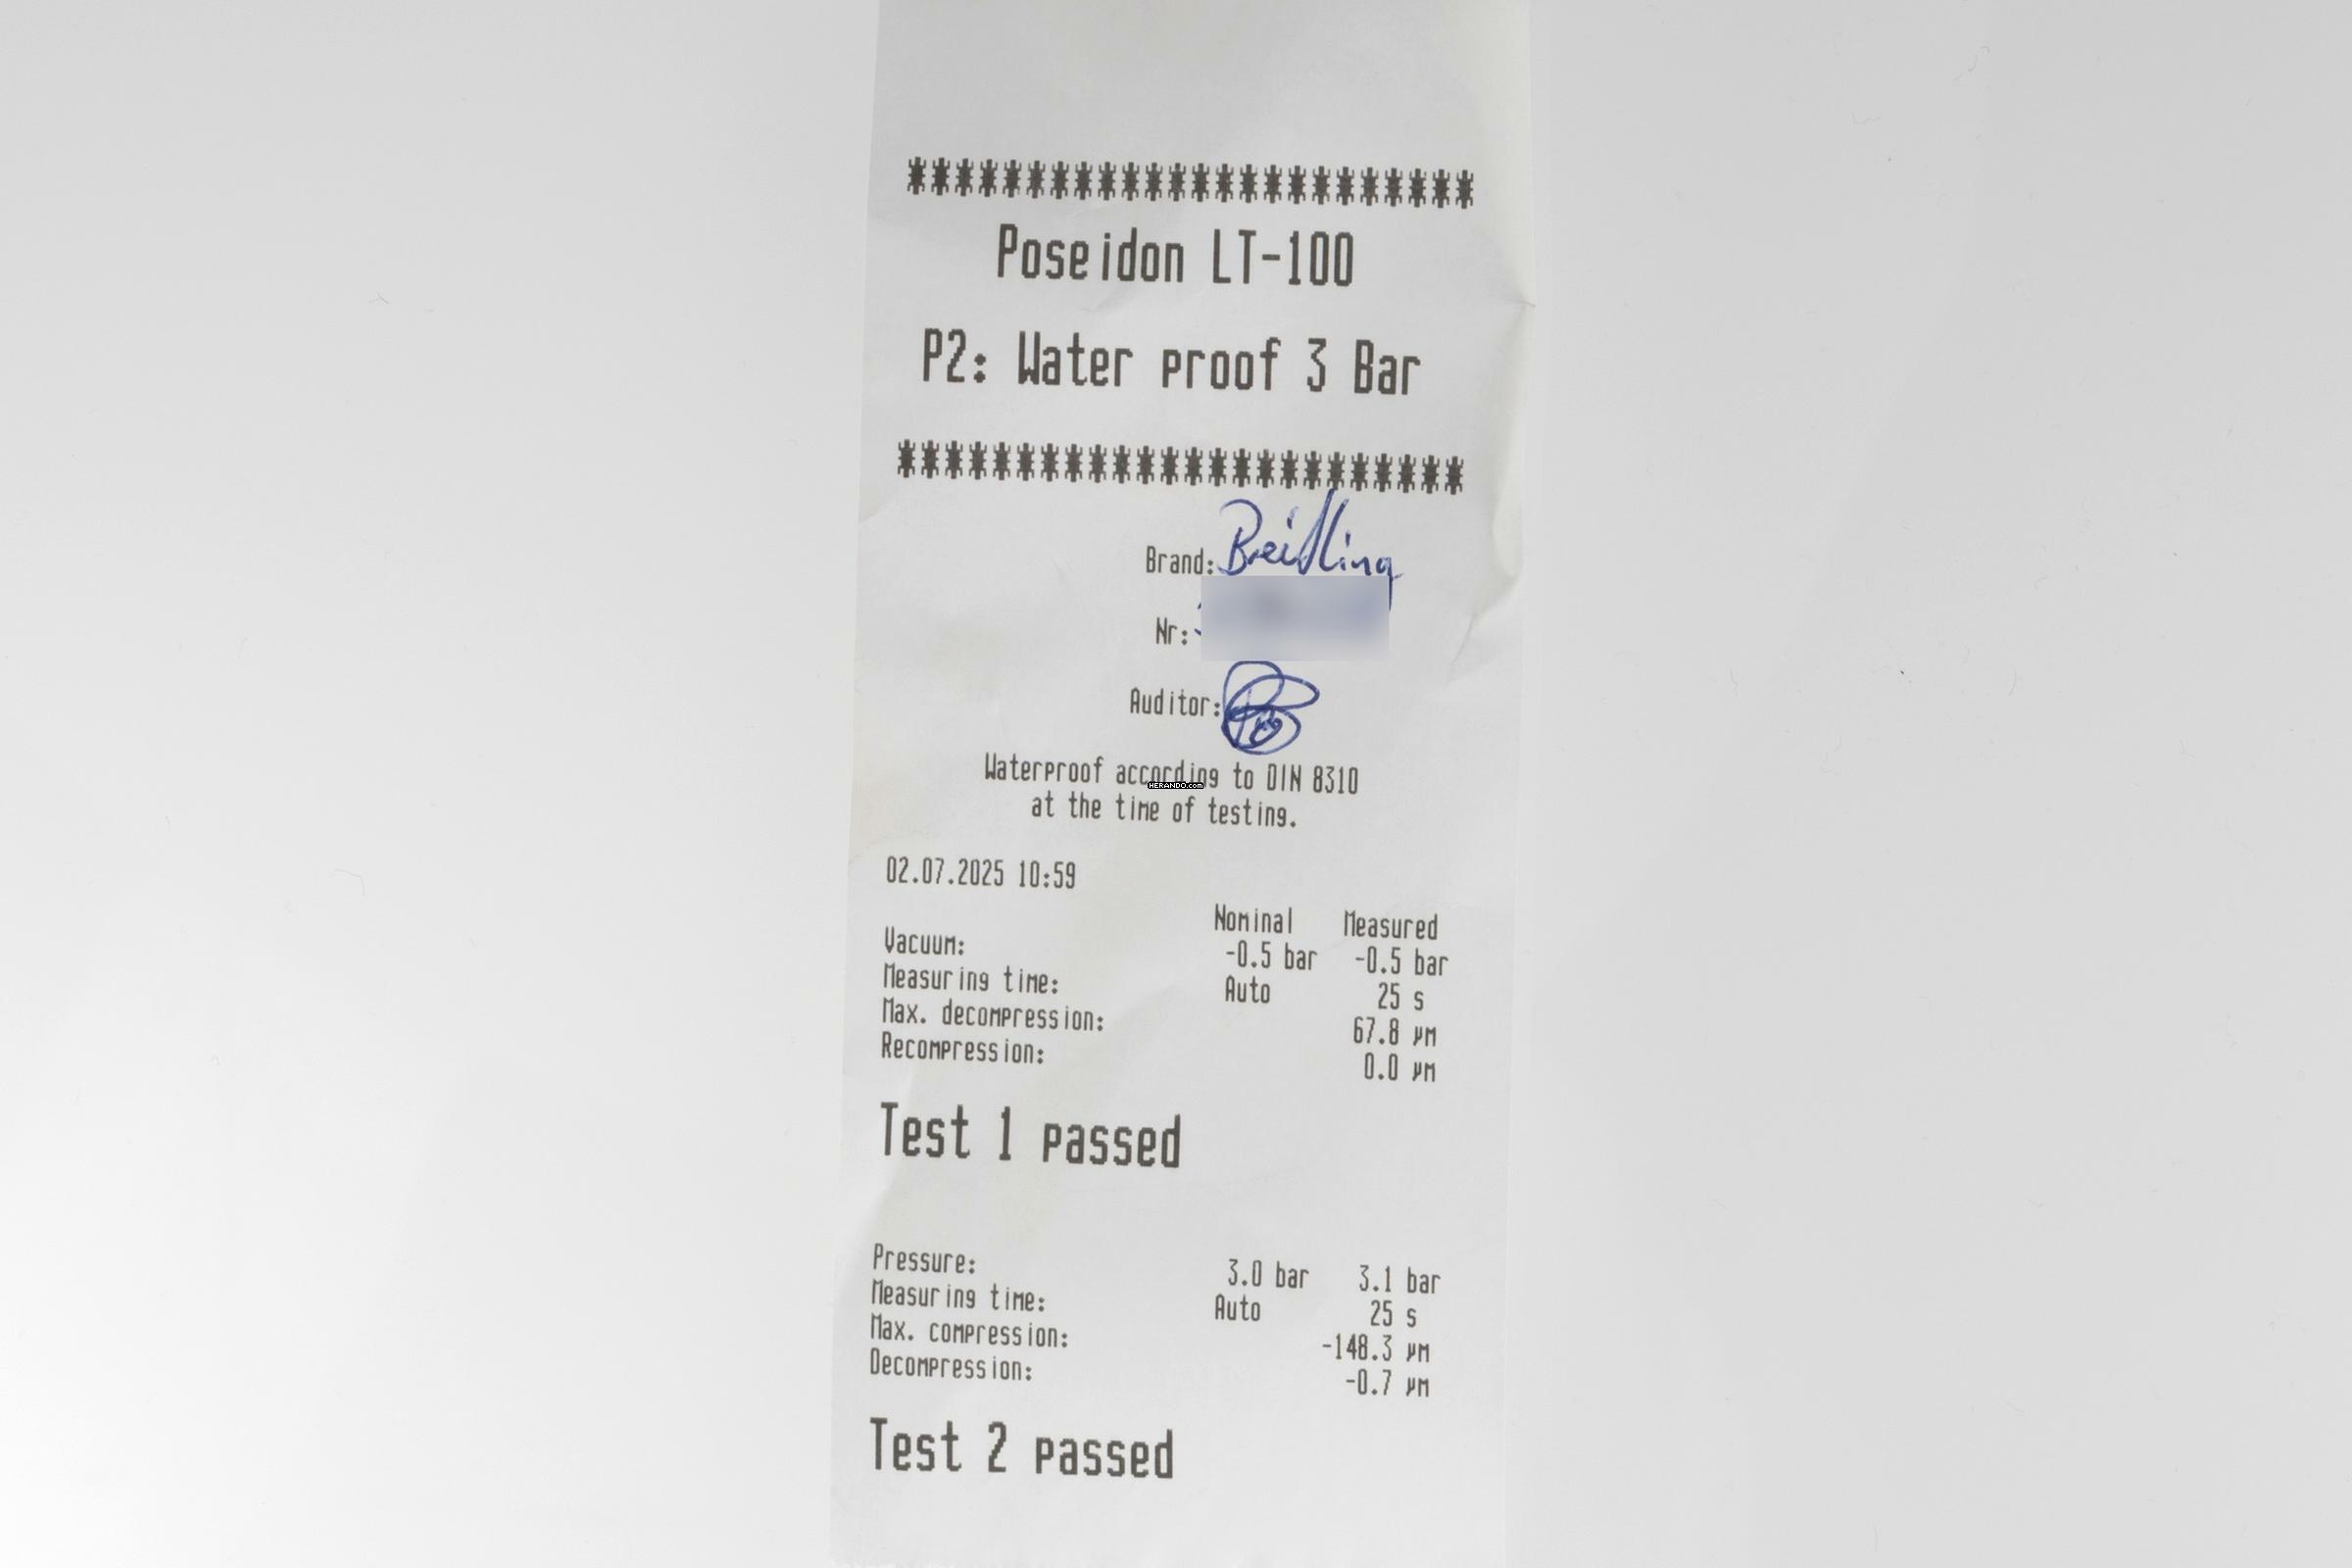 ************************
Poseidon LT-100
P2: Water proof 3 Bar
************************
Brand: Breitling
Nr:
Auditor:
Waterproof according to DIN 8310
HERANDO.com
at the time of testing.
02.07.2025 10:59
Nominal Measured
Vacuum: -0.5 bar -0.5 bar
Measuring time: Auto 25 s
Max. decompression: 67.8 µm
Recompression: 0.0 µm
Test 1 passed
Pressure: 3.0 bar 3.1 bar
Measuring time: Auto 25 s
Max. compression: -148.3 µm
Decompression: -0.7 µm
Test 2 passed